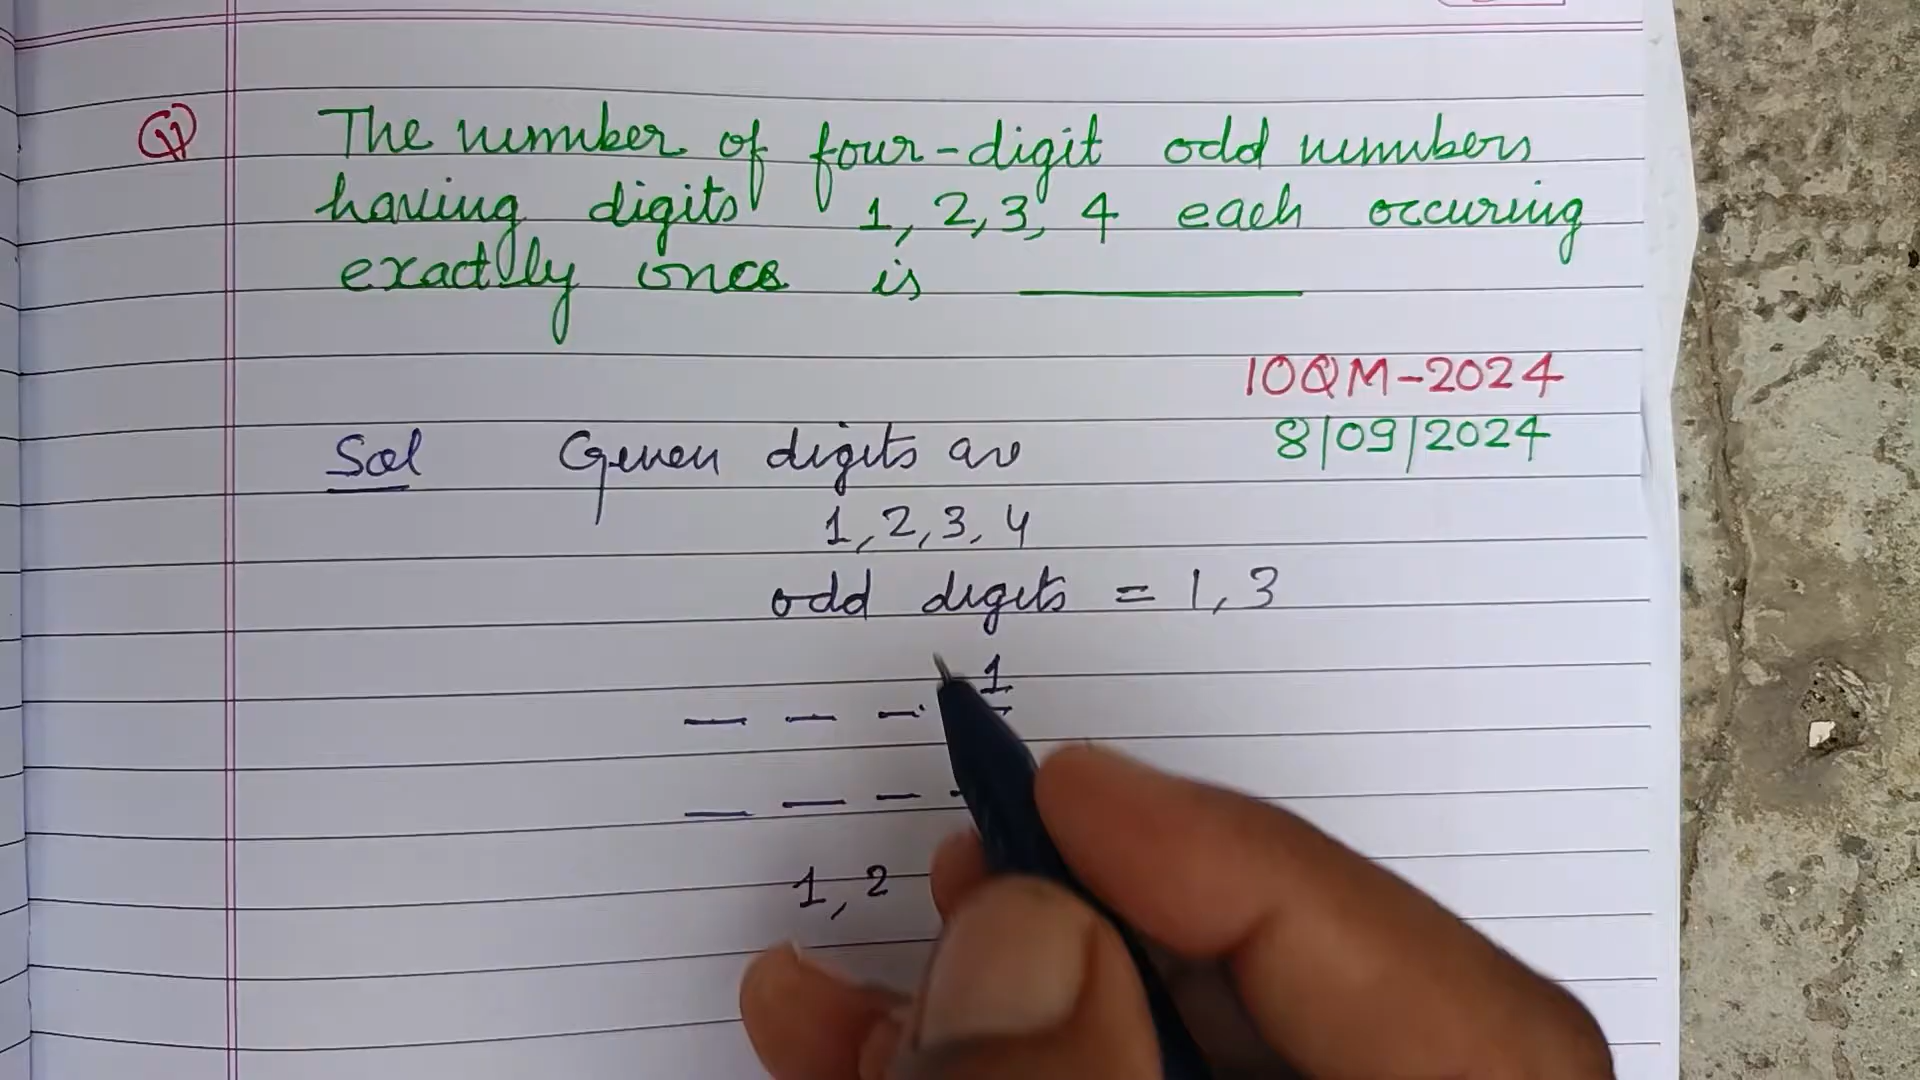 Q1 The number of four-digit odd numbers
having digits 1, 2, 3, 4 each occuring
exactly once is ______
IOQM-2024
8/09/2024
Sol Given digits are
1, 2, 3, 4
odd digits = 1, 3
1
_ _ _ _
_ _ _ _
1, 2